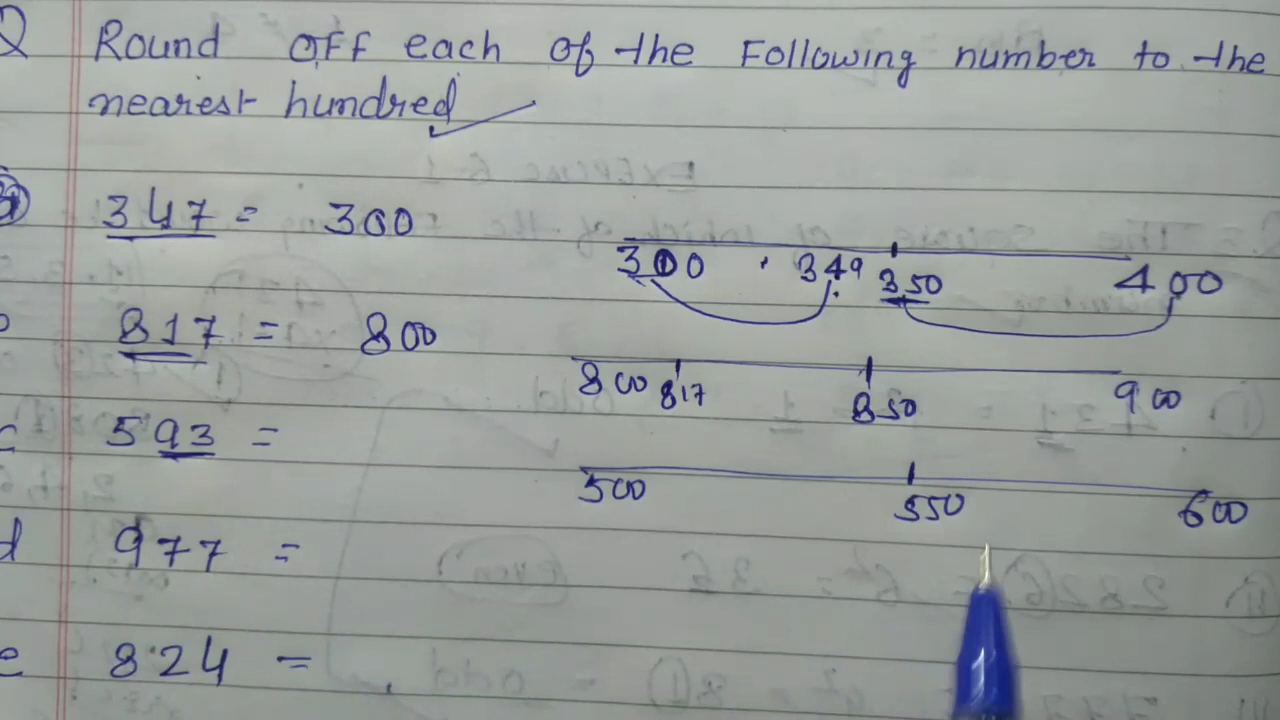 Q Round off each of the Following number to the
nearest hundred
347 = 300
300 349 350 400
b 817 = 800
800 817 850 900
c 593 =
500 550 600
d 977 =
e 824 =